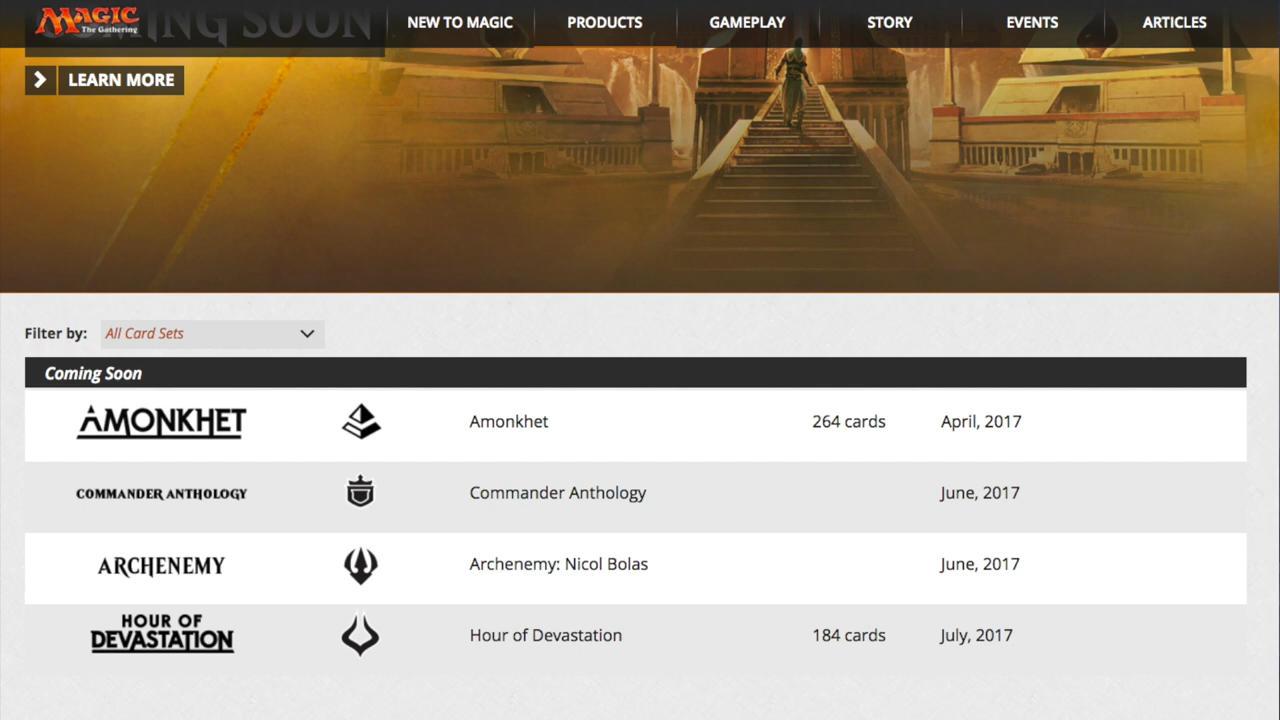 MAGIC
The Gathering
COMING SOON
NEW TO MAGIC
PRODUCTS
GAMEPLAY
STORY
EVENTS
ARTICLES
LEARN MORE
Filter by: All Card Sets
Coming Soon
AMONKHET Amonkhet 264 cards April, 2017
COMMANDER ANTHOLOGY Commander Anthology June, 2017
ARCHENEMY Archenemy: Nicol Bolas June, 2017
HOUR OF
DEVASTATION Hour of Devastation 184 cards July, 2017